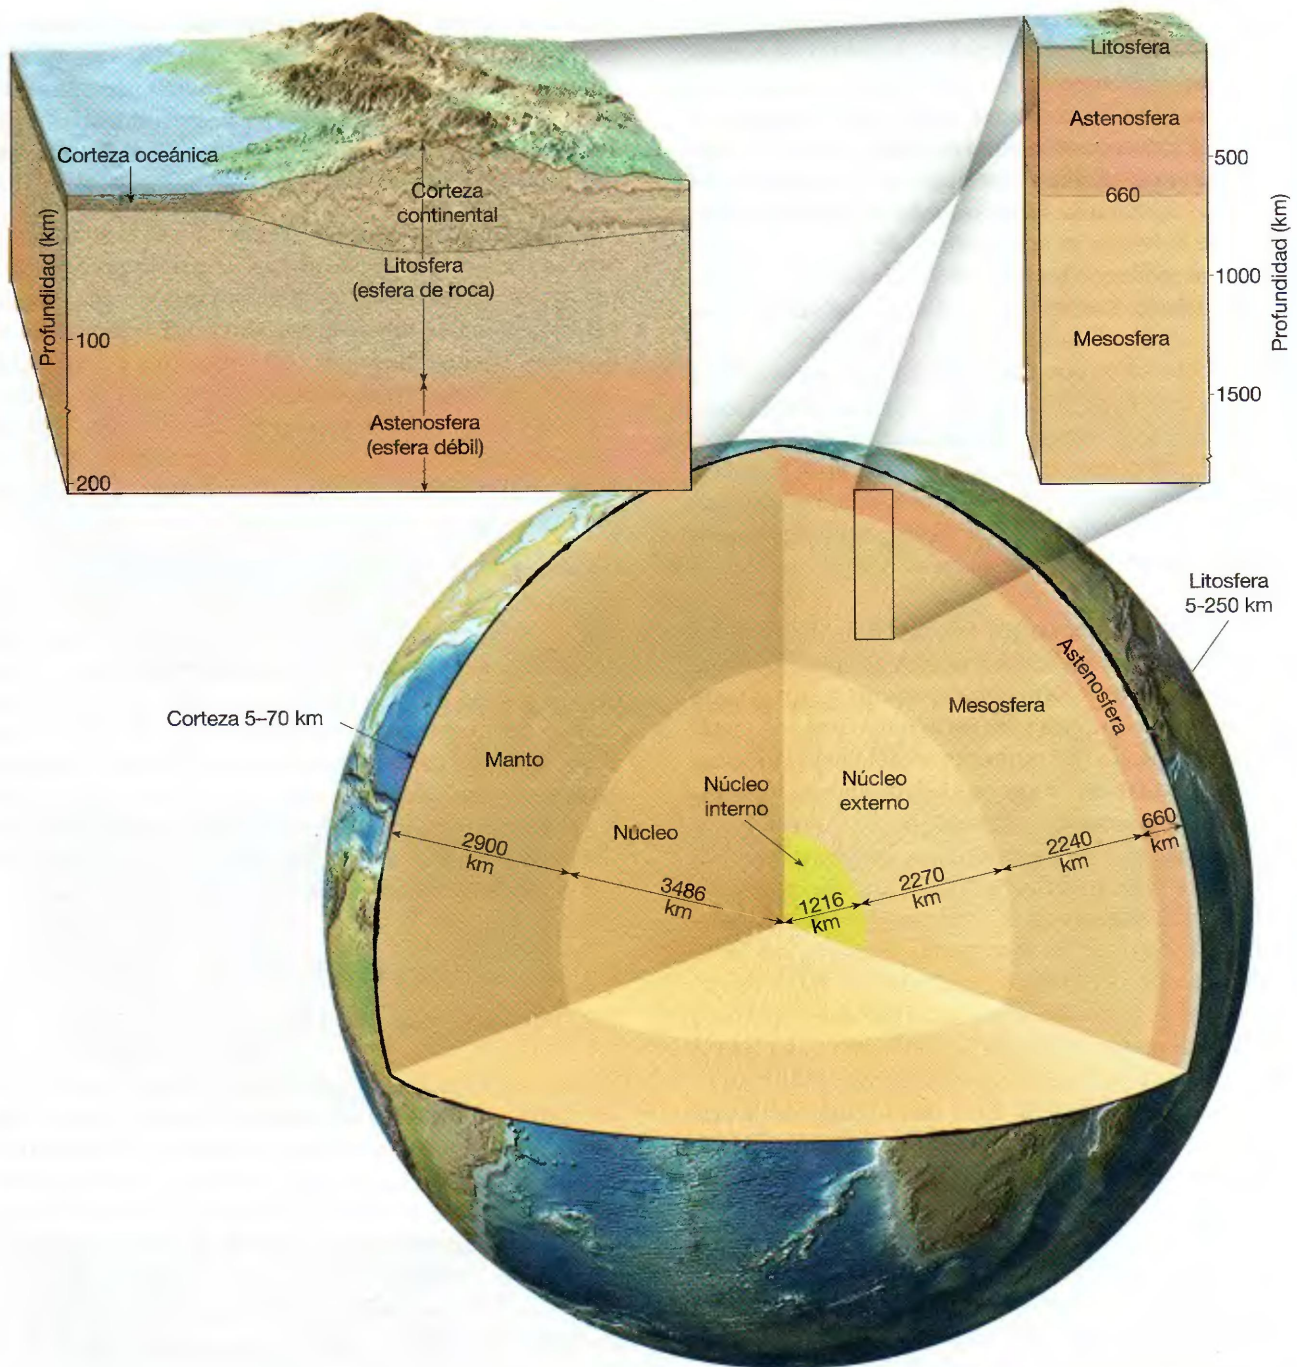 Corteza oceánica
Corteza
continental
Litosfera
(esfera de roca)
Astenosfera
(esfera débil)
Profundidad (km)
100
200
Litosfera
Astenosfera
500
660
1000
Mesosfera
1500
Profundidad (km)
Litosfera
5-250 km
Corteza 5–70 km
Manto
Núcleo
Núcleo
interno
Núcleo
externo
Mesosfera
Astenosfera
2900
km
3486
km
1216
km
2270
km
2240
km
660
km